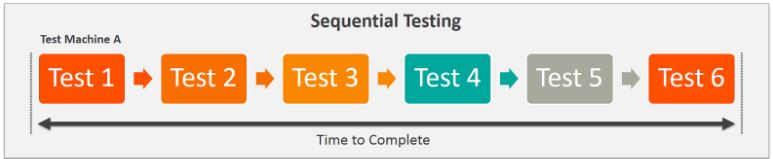 Sequential Testing
Test Machine A
Test 1
Test 2
Test 3
Test 4
Test 5
Test 6
Time to Complete